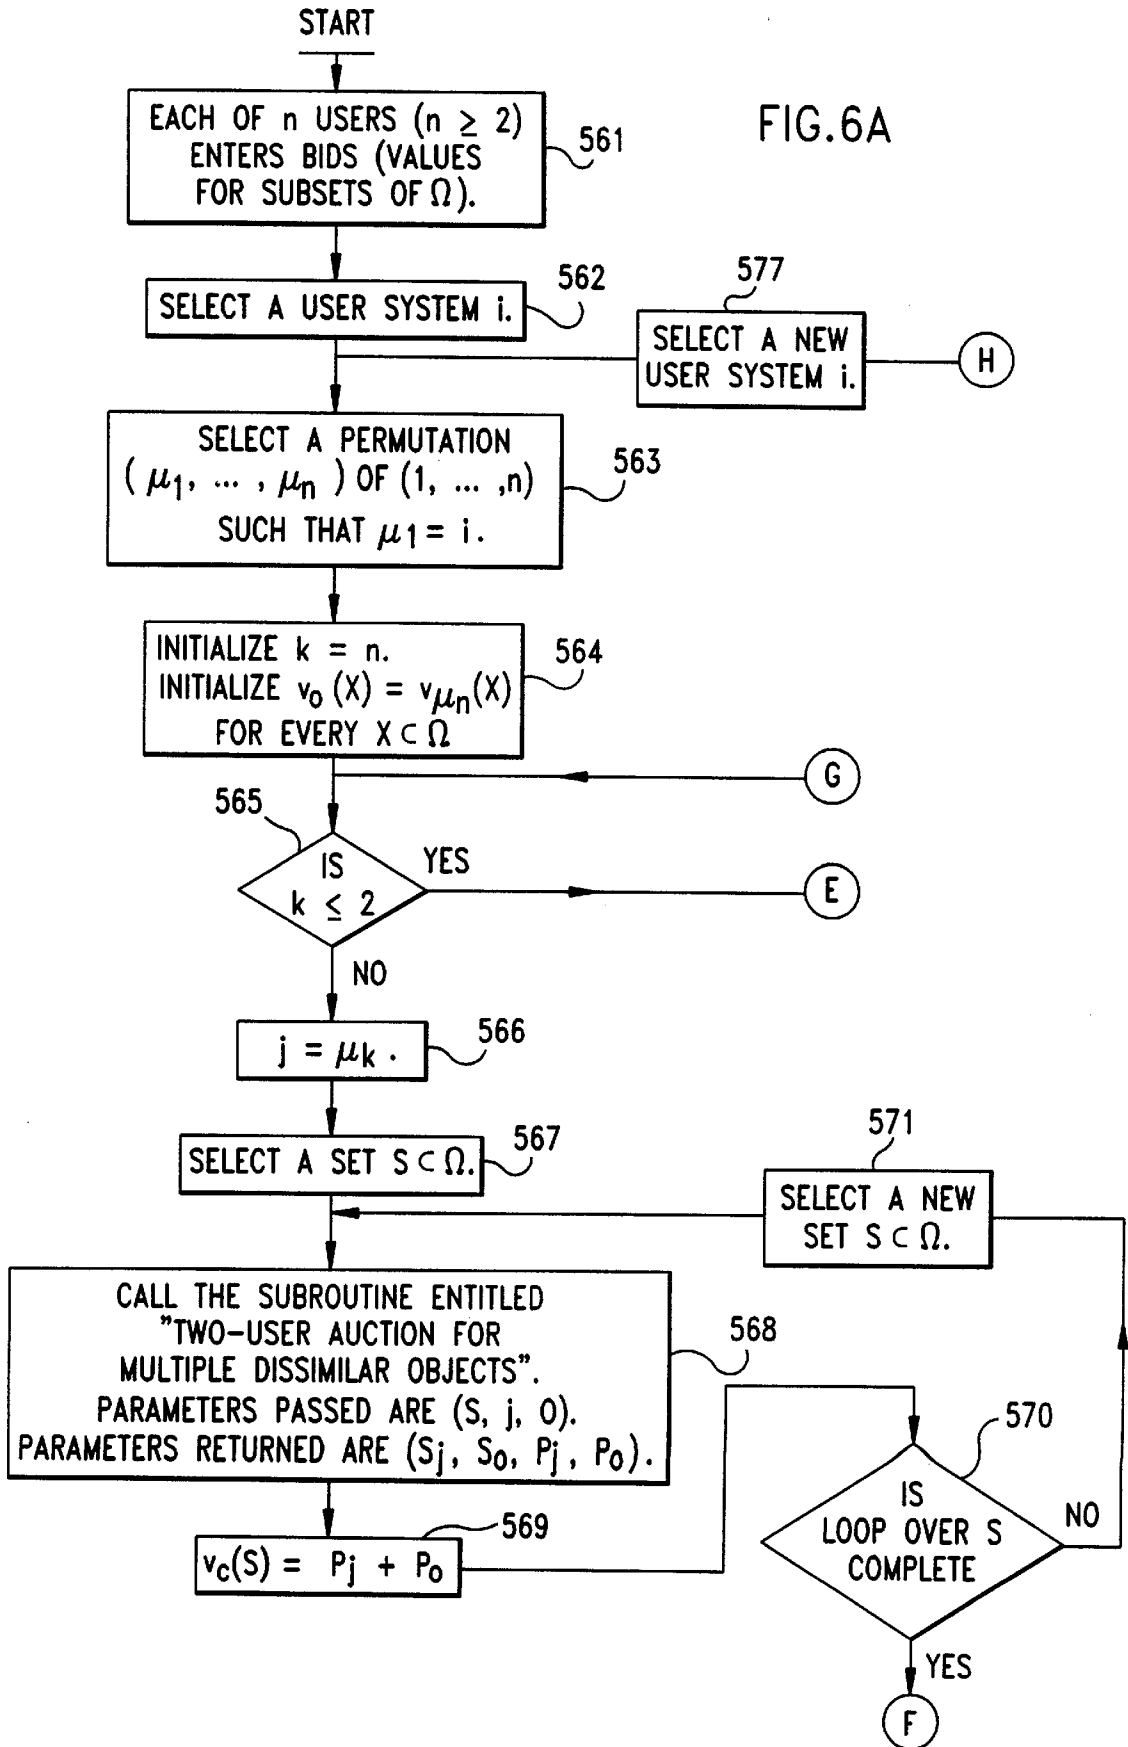 START
FIG.6A
EACH OF n USERS (n ≥ 2)
ENTERS BIDS (VALUES
FOR SUBSETS OF Ω).
561
SELECT A USER SYSTEM i.
562
577
SELECT A NEW
USER SYSTEM i.
H
SELECT A PERMUTATION
(μ1, ... , μn) OF (1, ... ,n)
SUCH THAT μ1 = i.
563
INITIALIZE k = n.
INITIALIZE vo (X) = vμn(X)
FOR EVERY X ⊂ Ω
564
G
565
IS
k ≤ 2
YES
E
NO
j = μk .
566
SELECT A SET S ⊂ Ω.
567
571
SELECT A NEW
SET S ⊂ Ω.
CALL THE SUBROUTINE ENTITLED
"TWO-USER AUCTION FOR
MULTIPLE DISSIMILAR OBJECTS".
PARAMETERS PASSED ARE (S, j, 0).
PARAMETERS RETURNED ARE (Sj, So, Pj, Po).
568
vc(S) = Pj + Po
569
570
IS
LOOP OVER S
COMPLETE
NO
YES
F